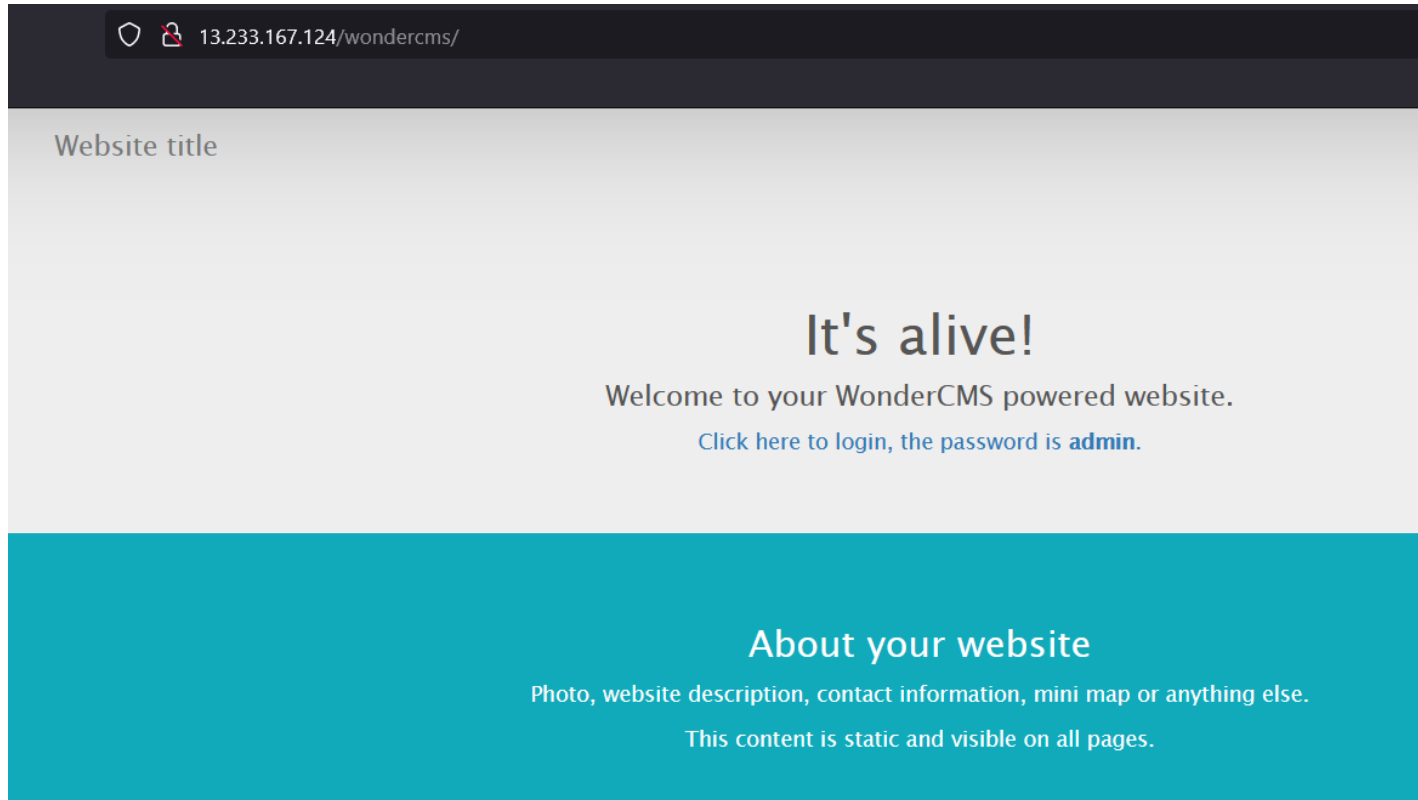 13.233.167.124/wondercms/
Website title
It's alive!
Welcome to your WonderCMS powered website.
Click here to login, the password is admin.
About your website
Photo, website description, contact information, mini map or anything else.
This content is static and visible on all pages.